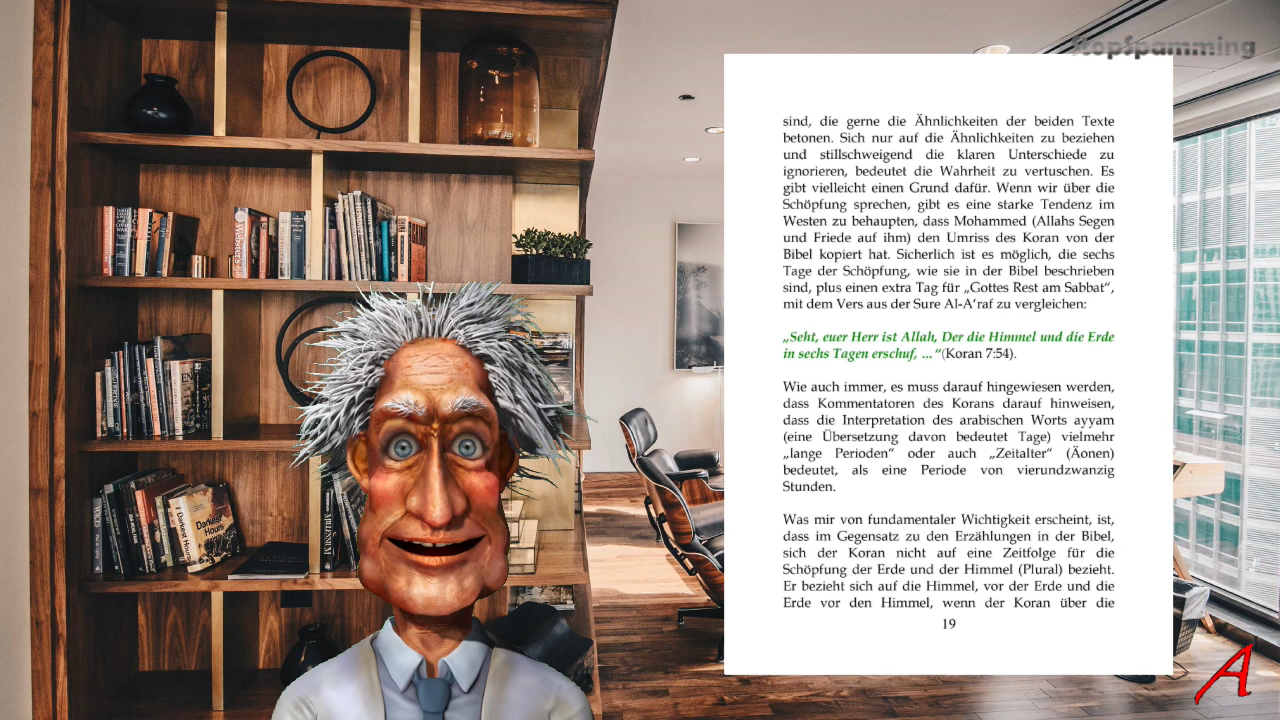 StopSpamming
sind, die gerne die Ähnlichkeiten der beiden Texte
betonen. Sich nur auf die Ähnlichkeiten zu beziehen
und stillschweigend die klaren Unterschiede zu
ignorieren, bedeutet die Wahrheit zu vertuschen. Es
gibt vielleicht einen Grund dafür. Wenn wir über die
Schöpfung sprechen, gibt es eine starke Tendenz im
Westen zu behaupten, dass Mohammed (Allahs Segen
und Friede auf ihm) den Umriss des Koran von der
Bibel kopiert hat. Sicherlich ist es möglich, die sechs
Tage der Schöpfung, wie sie in der Bibel beschrieben
sind, plus einen extra Tag für „Gottes Rest am Sabbat“,
mit dem Vers aus der Sure Al-A‘raf zu vergleichen:
„Seht, euer Herr ist Allah, Der die Himmel und die Erde
in sechs Tagen erschuf, … “(Koran 7:54).
Wie auch immer, es muss darauf hingewiesen werden,
dass Kommentatoren des Korans darauf hinweisen,
dass die Interpretation des arabischen Worts ayyam
(eine Übersetzung davon bedeutet Tage) vielmehr
„lange Perioden“ oder auch „Zeitalter“ (Äonen)
bedeutet, als eine Periode von vierundzwanzig
Stunden.
Was mir von fundamentaler Wichtigkeit erscheint, ist,
dass im Gegensatz zu den Erzählungen in der Bibel,
sich der Koran nicht auf eine Zeitfolge für die
Schöpfung der Erde und der Himmel (Plural) bezieht.
Er bezieht sich auf die Himmel, vor der Erde und die
Erde vor den Himmel, wenn der Koran über die
19
Darkest
Hours
A